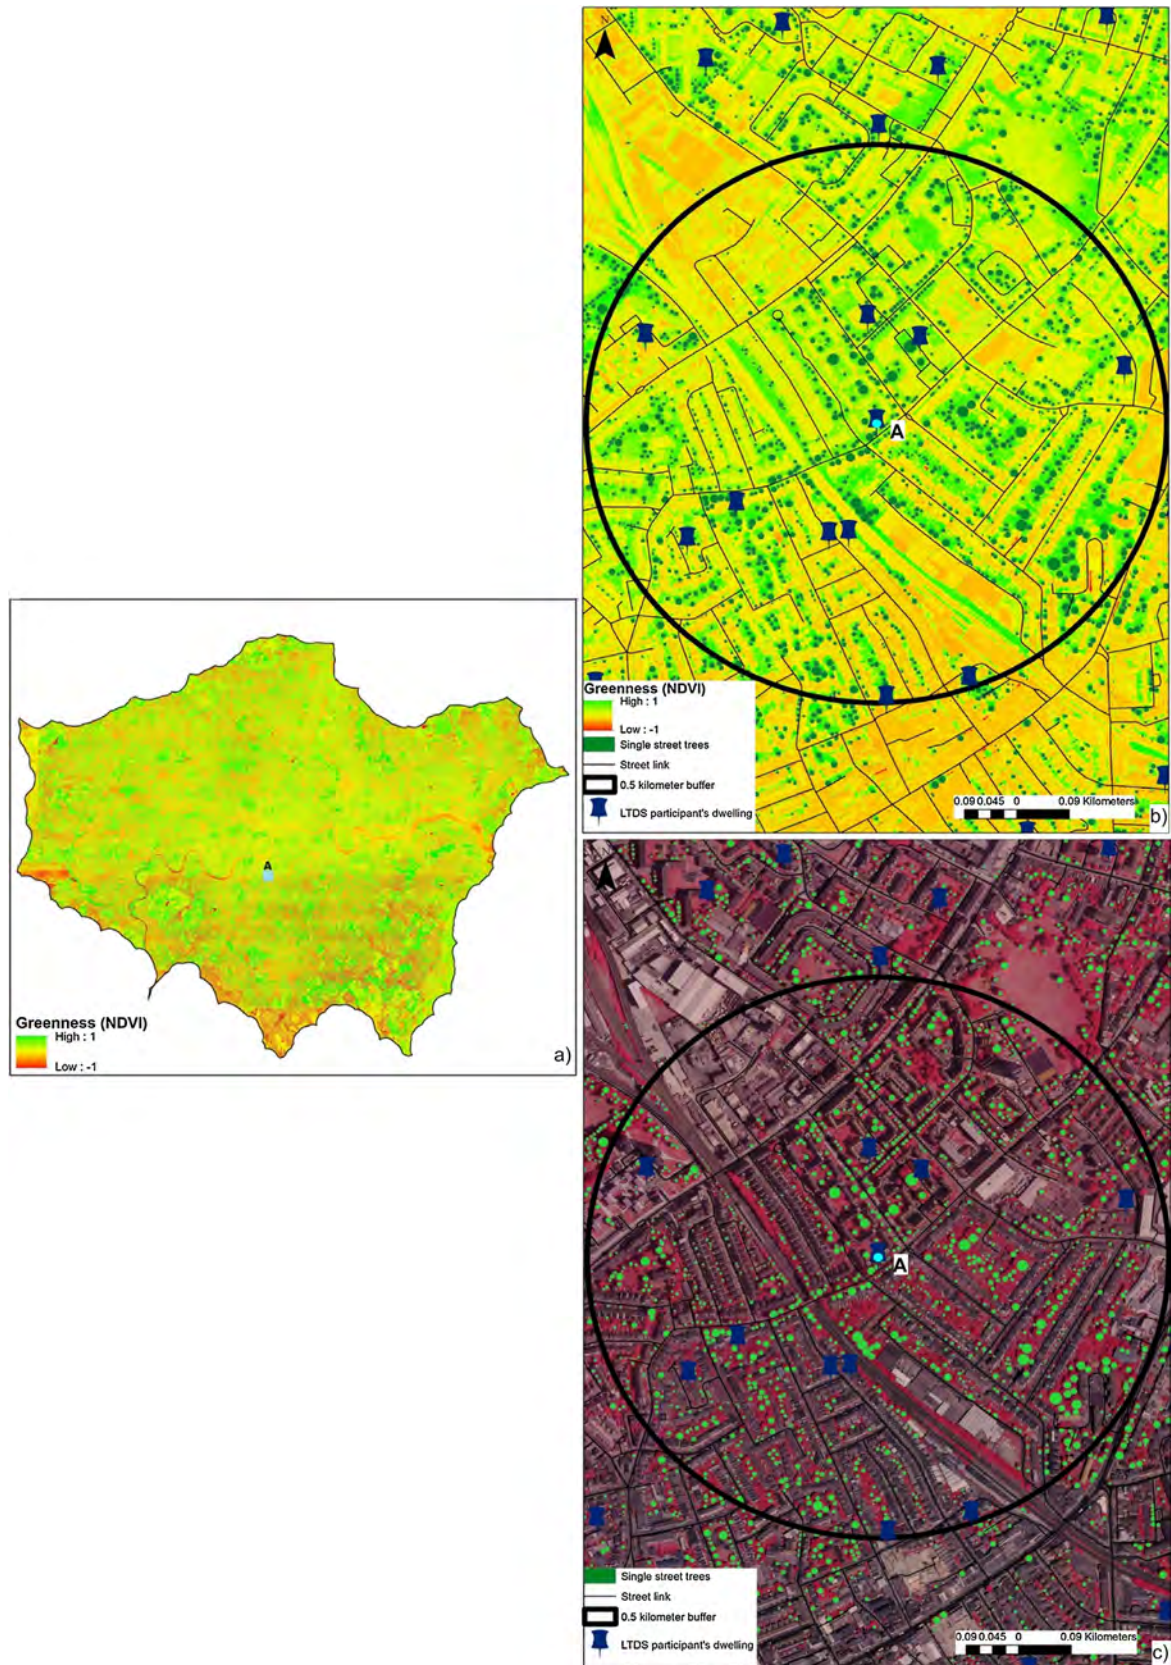 N
A
Greenness (NDVI)
High : 1
Low : -1
Single street trees
Street link
0.5 kilometer buffer
LTDS participant's dwelling
0.09 0.045 0 0.09 Kilometers
b)
A
Greenness (NDVI)
High : 1
Low : -1
a)
A
Single street trees
Street link
0.5 kilometer buffer
LTDS participant's dwelling
0.09 0.045 0 0.09 Kilometers
c)